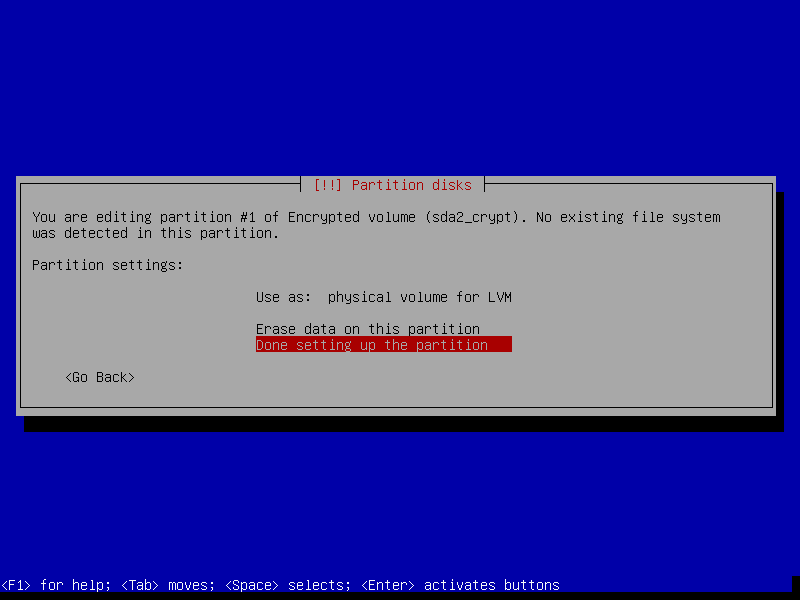 [!!] Partition disks
You are editing partition #1 of Encrypted volume (sda2_crypt). No existing file system
was detected in this partition.
Partition settings:
Use as:  physical volume for LVM
Erase data on this partition
Done setting up the partition
<Go Back>
<F1> for help; <Tab> moves; <Space> selects; <Enter> activates buttons